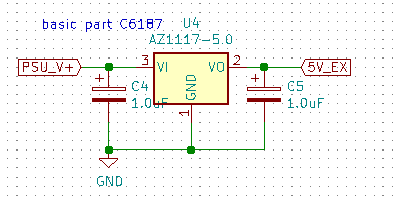 basic part C6187
U4
AZ1117-5.0
PSU_V+
3
VI
VO
2
5V_EX
GND
1
+
C4
1.0uF
+
C5
1.0uF
GND